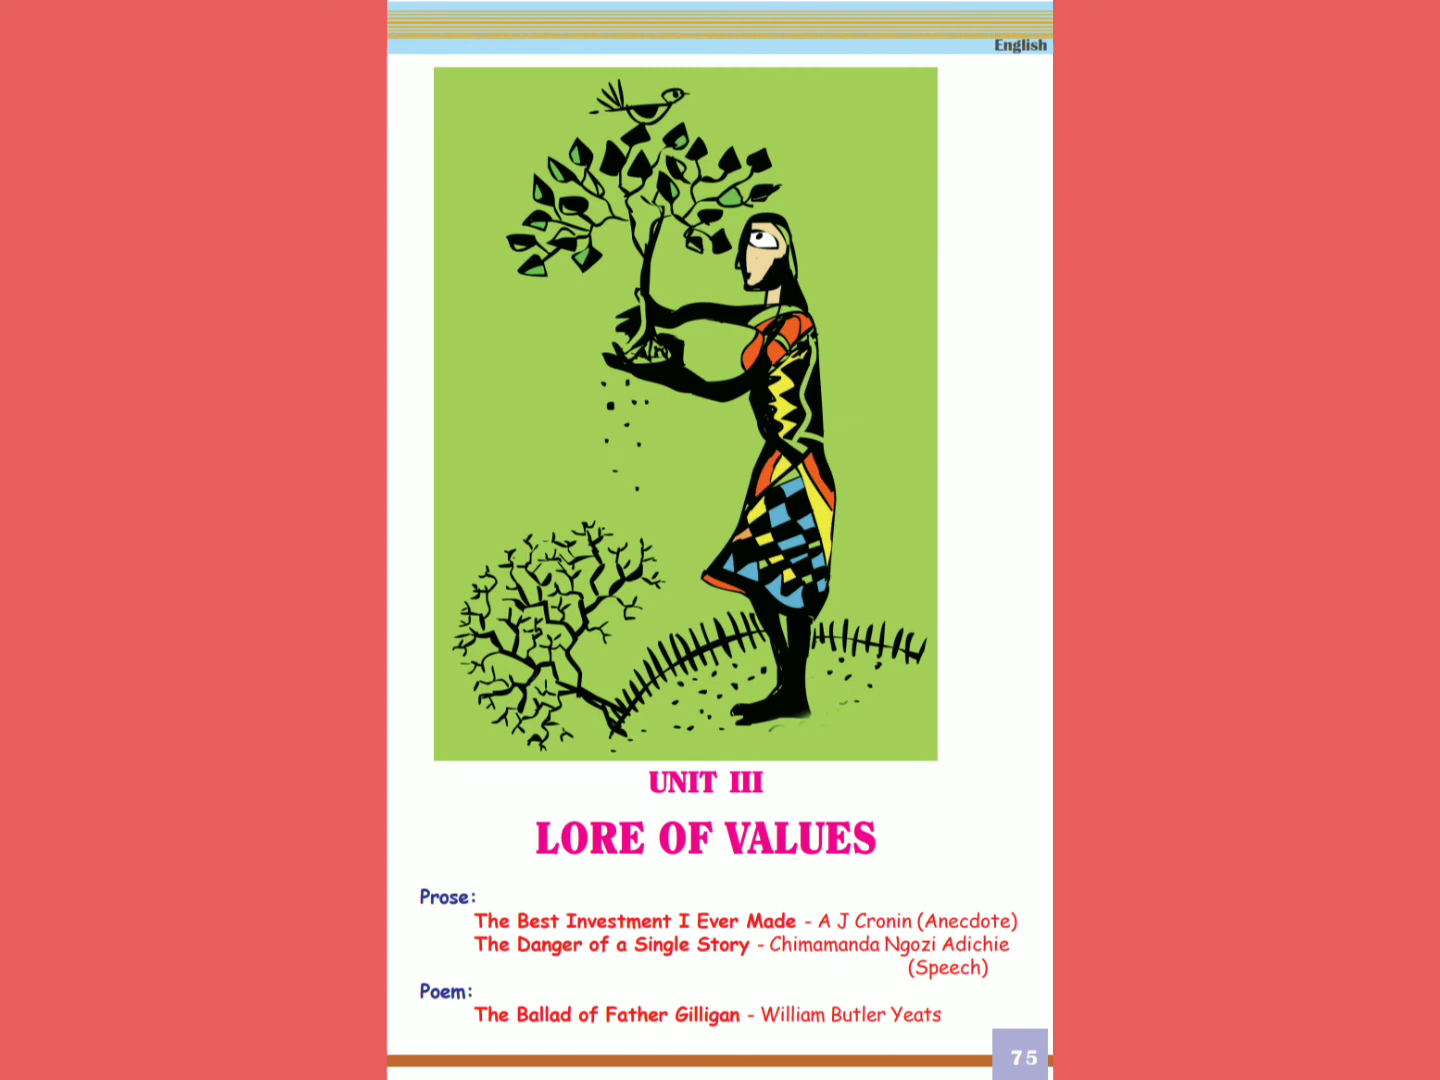 English
UNIT III
LORE OF VALUES
Prose:
The Best Investment I Ever Made - A J Cronin (Anecdote)
The Danger of a Single Story - Chimamanda Ngozi Adichie
(Speech)
Poem:
The Ballad of Father Gilligan - William Butler Yeats
75